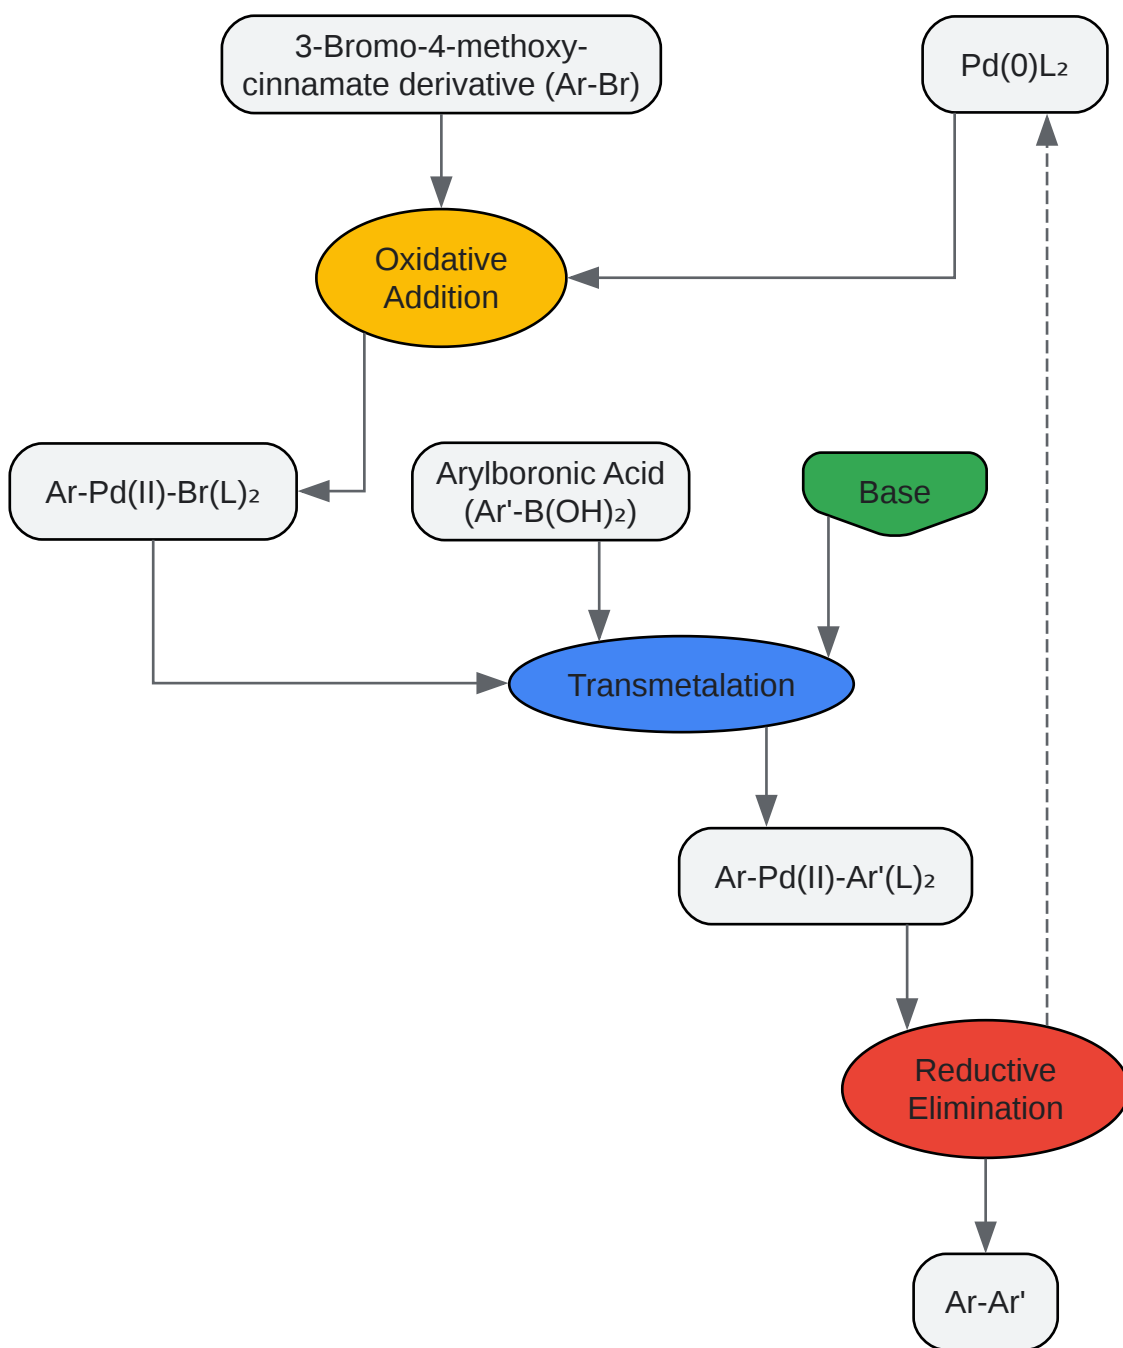 3-Bromo-4-methoxy-
cinnamate derivative (Ar-Br)
Pd(0)L₂
Oxidative
Addition
Ar-Pd(II)-Br(L)₂
Arylboronic Acid
(Ar'-B(OH)₂)
Base
Transmetalation
Ar-Pd(II)-Ar'(L)₂
Reductive
Elimination
Ar-Ar'